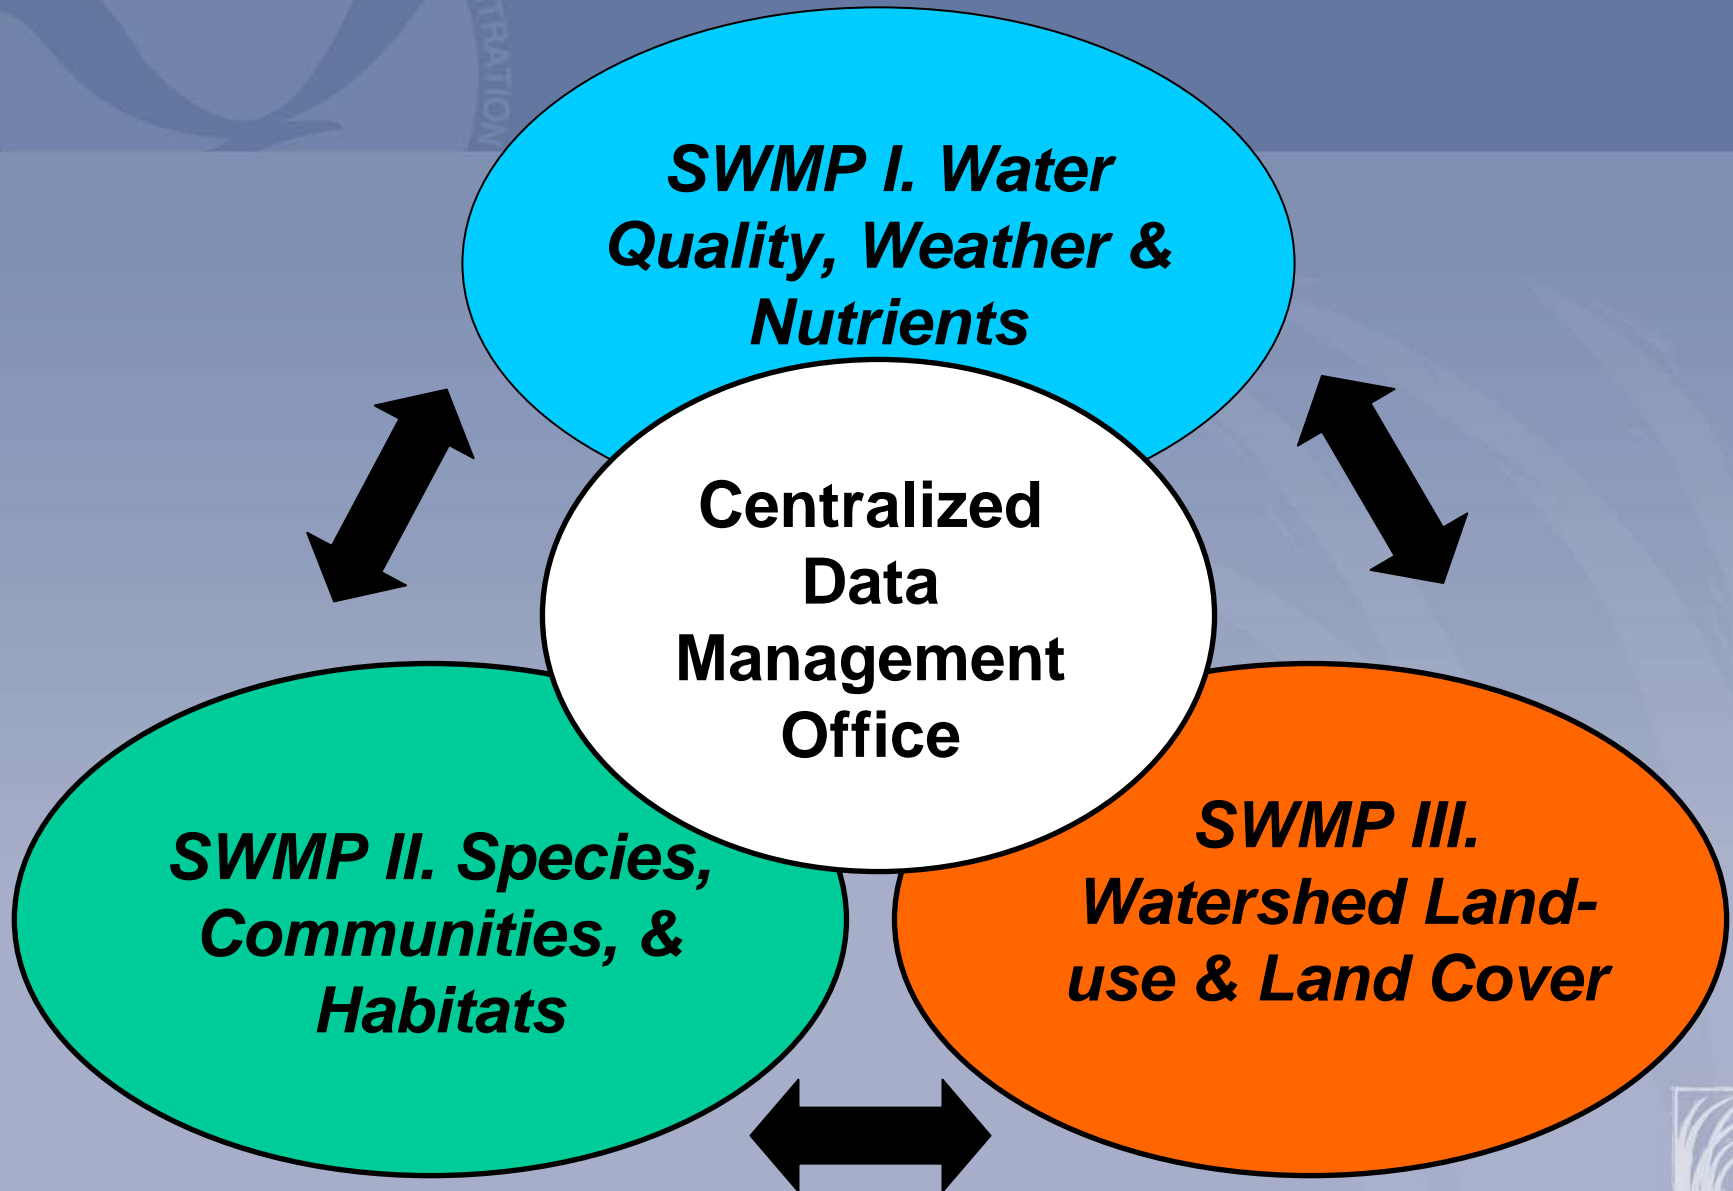 TRATION
SWMP I. Water
Quality, Weather &
Nutrients
Centralized
Data
Management
Office
SWMP II. Species,
Communities, &
Habitats
SWMP III.
Watershed Land-
use & Land Cover